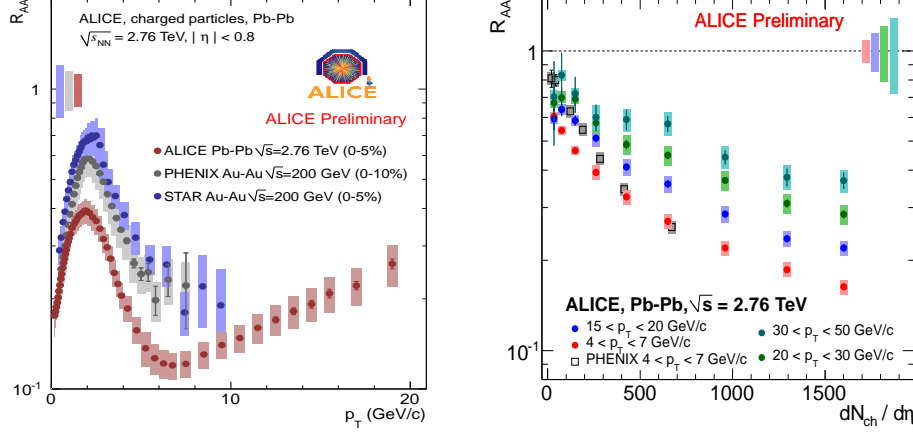 R_AA
ALICE, charged particles, Pb-Pb
√s_NN = 2.76 TeV, | η | < 0.8
ALICE
ALICE Preliminary
ALICE Pb-Pb √s=2.76 TeV (0-5%)
PHENIX Au-Au √s=200 GeV (0-10%)
STAR Au-Au √s=200 GeV (0-5%)
1
10^-1
0 10 20
p_T (GeV/c)
R_AA
ALICE Preliminary
1
ALICE, Pb-Pb, √s = 2.76 TeV
15 < p_T < 20 GeV/c
4 < p_T < 7 GeV/c
PHENIX 4 < p_T < 7 GeV/c
30 < p_T < 50 GeV/c
20 < p_T < 30 GeV/c
10^-1
0 500 1000 1500
dN_ch / dη